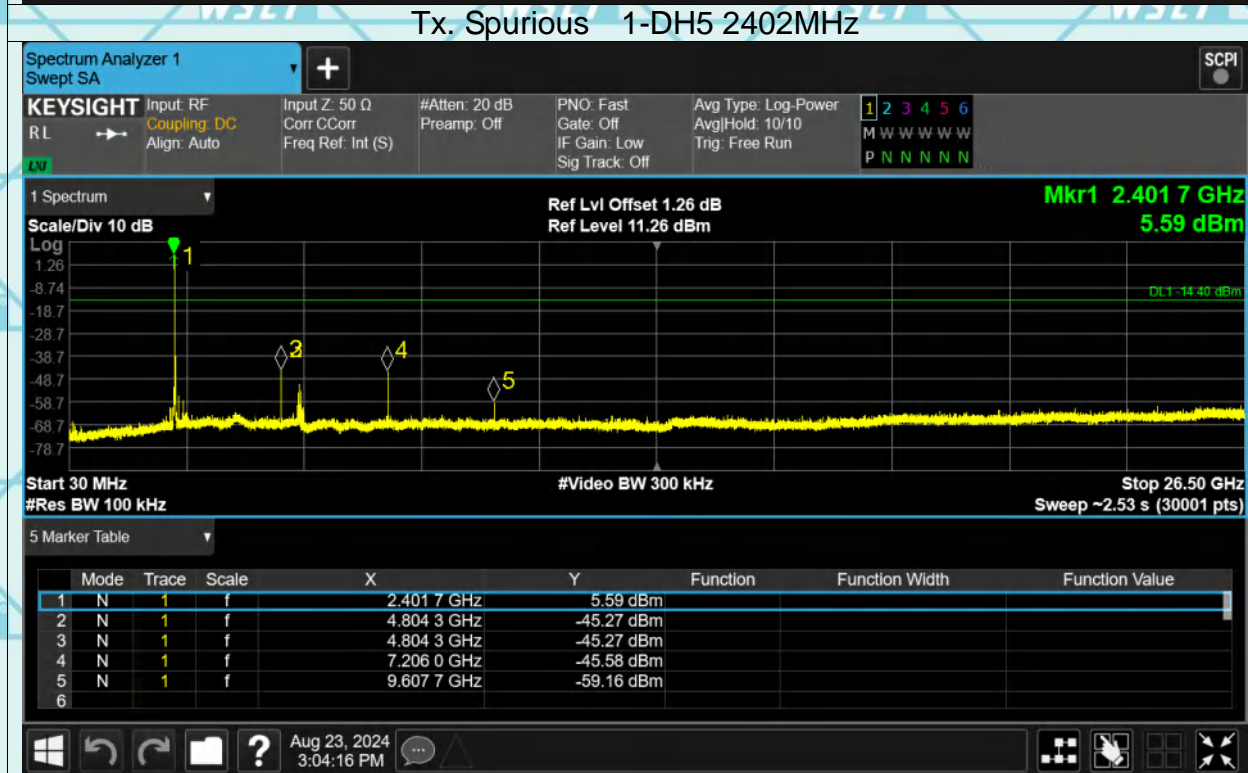 Tx. Spurious 1-DH5 2402MHz
Spectrum Analyzer 1
Swept SA
+
SCPI
KEYSIGHT Input: RF Input Z: 50 Ω #Atten: 20 dB PNO: Fast Avg Type: Log-Power 1 2 3 4 5 6
RL Coupling: DC Corr CCorr Preamp: Off Gate: Off Avg|Hold: 10/10 M W W W W W
Align: Auto Freq Ref: Int (S) IF Gain: Low Trig: Free Run P N N N N N
LXI Sig Track: Off
1 Spectrum
Ref Lvl Offset 1.26 dB Mkr1 2.401 7 GHz
Scale/Div 10 dB Ref Level 11.26 dBm 5.59 dBm
Log
1
1.26
-8.74
DL1 -14.40 dBm
-18.7
-28.7
3 4
-38.7
-48.7
5
-58.7
-68.7
-78.7
Start 30 MHz #Video BW 300 kHz Stop 26.50 GHz
#Res BW 100 kHz Sweep ~2.53 s (30001 pts)
5 Marker Table
Mode Trace Scale X Y Function Function Width Function Value
1 N 1 f 2.401 7 GHz 5.59 dBm
2 N 1 f 4.804 3 GHz -45.27 dBm
3 N 1 f 4.804 3 GHz -45.27 dBm
4 N 1 f 7.206 0 GHz -45.58 dBm
5 N 1 f 9.607 7 GHz -59.16 dBm
6
? Aug 23, 2024
3:04:16 PM